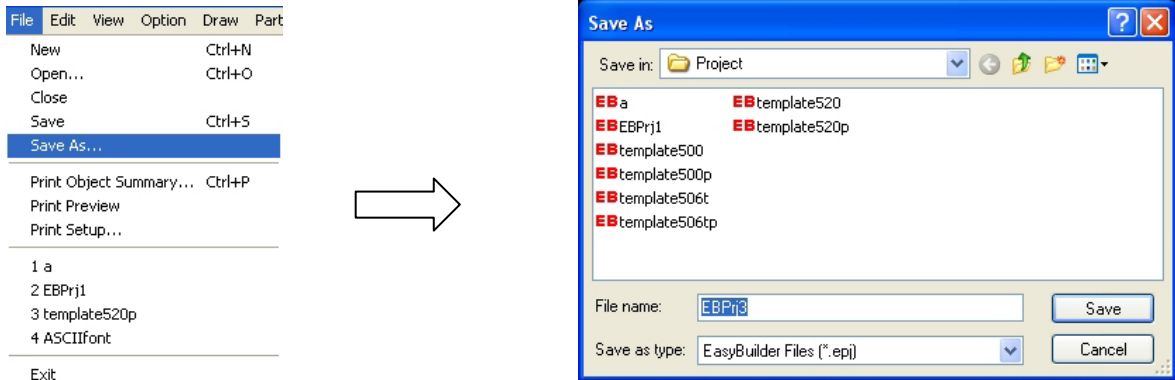 File Edit View Option Draw Part
New Ctrl+N
Open... Ctrl+O
Close
Save Ctrl+S
Save As...
Print Object Summary... Ctrl+P
Print Preview
Print Setup...
1 a
2 EBPrj1
3 template520p
4 ASCIIfont
Exit
Save As
Save in: Project
EBa EBtemplate520
EBEBPrj1 EBtemplate520p
EBtemplate500
EBtemplate500p
EBtemplate506t
EBtemplate506tp
File name: EBPrj3 Save
Save as type: EasyBuilder Files (*.epj) Cancel